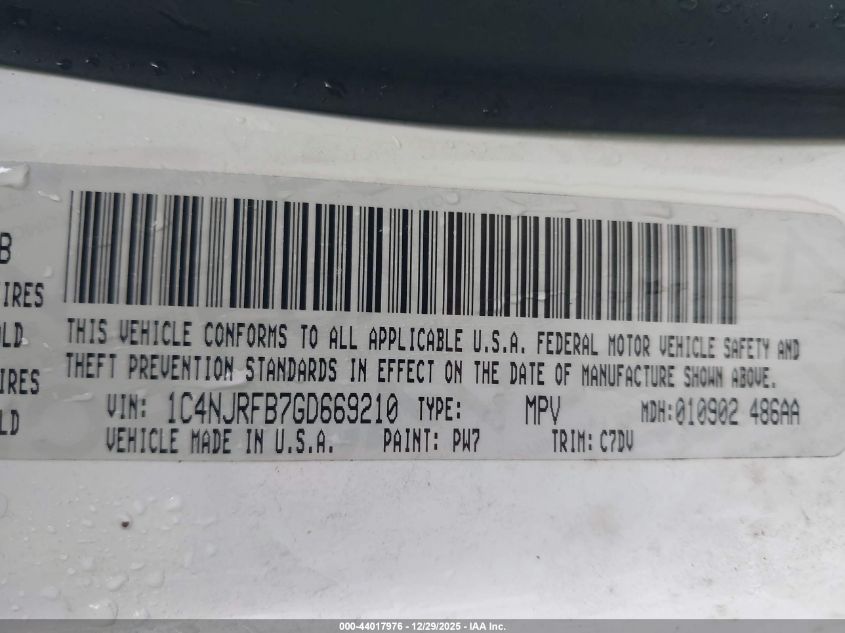 B
IRES
OLD
IRES
LD
THIS VEHICLE CONFORMS TO ALL APPLICABLE U.S.A. FEDERAL MOTOR VEHICLE SAFETY AND
THEFT PREVENTION STANDARDS IN EFFECT ON THE DATE OF MANUFACTURE SHOWN ABOVE.
VIN: 1C4NJRFB7GD669210 TYPE: MPV MDH:010902 486AA
VEHICLE MADE IN U.S.A. PAINT: PW7 TRIM: C7DV
000-44017976 - 12/29/2025 - IAA Inc.